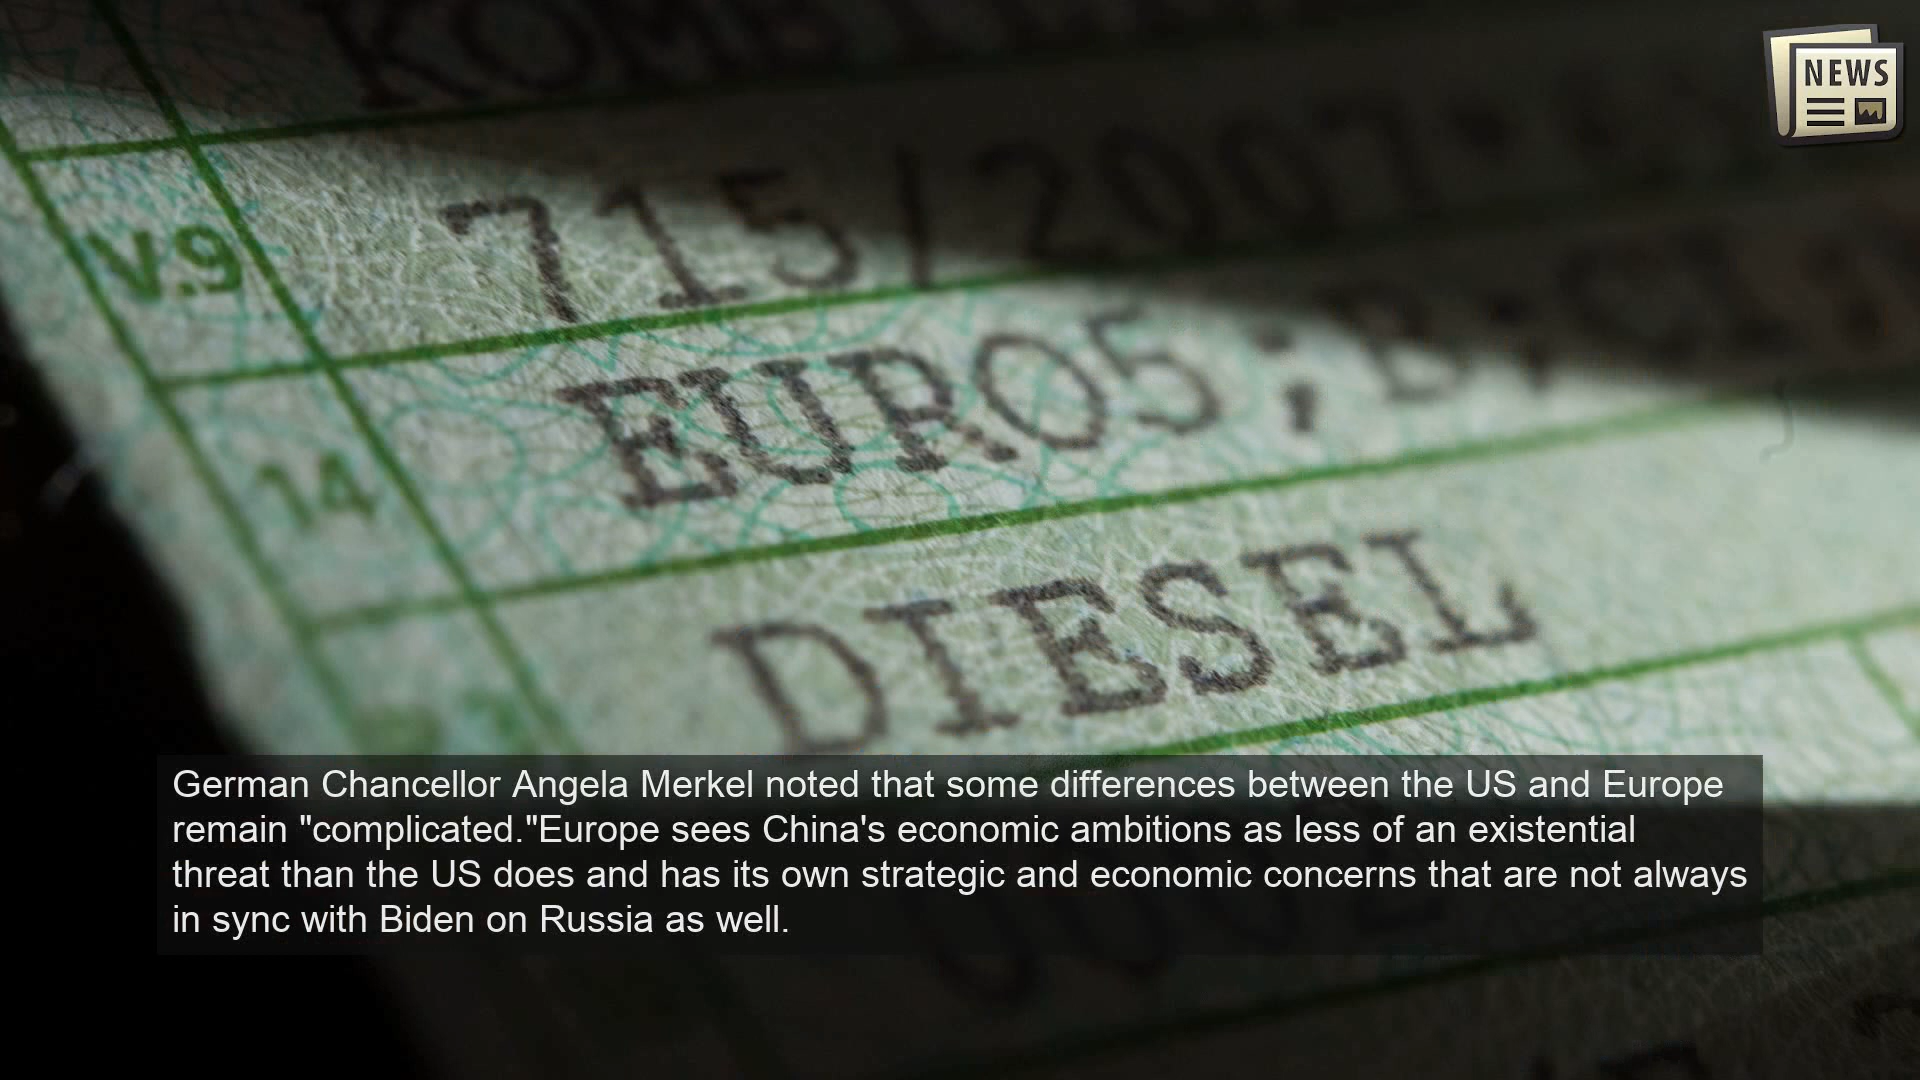 KOMBI
NEWS
V.9
715/2007*
14
EURO5;
DIESEL
German Chancellor Angela Merkel noted that some differences between the US and Europe
remain "complicated."Europe sees China's economic ambitions as less of an existential
threat than the US does and has its own strategic and economic concerns that are not always
in sync with Biden on Russia as well.